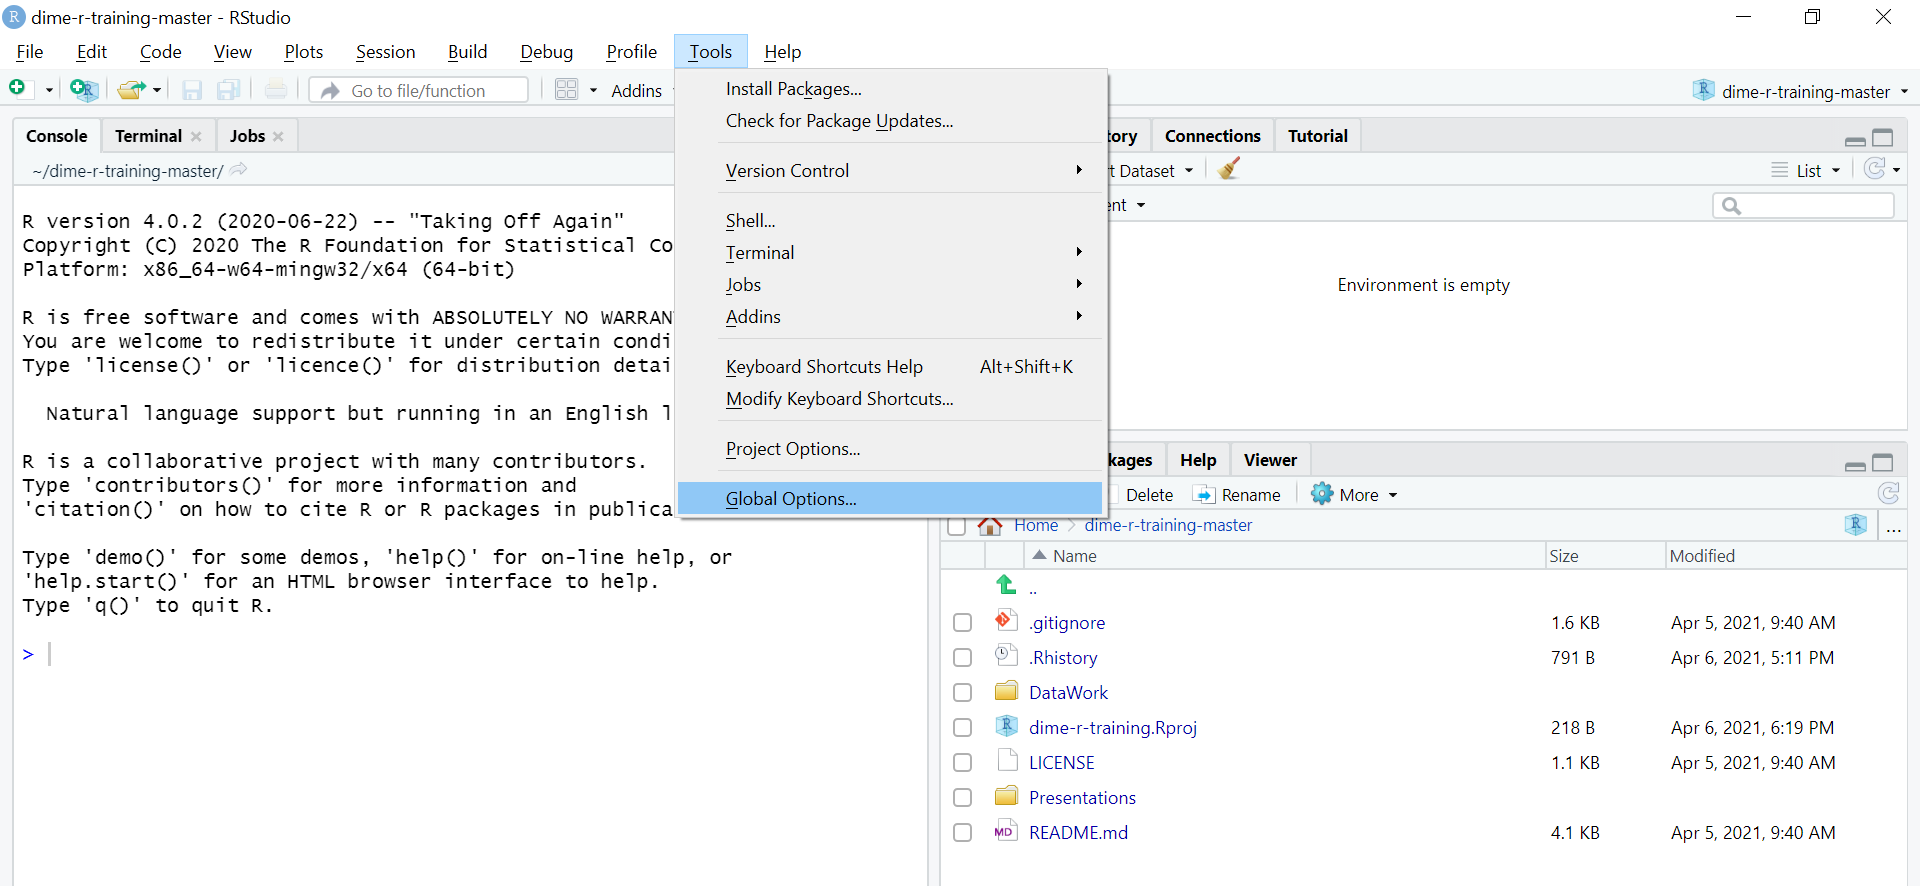 R dime-r-training-master - RStudio
File Edit Code View Plots Session Build Debug Profile Tools Help
R Go to file/function Addins
R dime-r-training-master
Console Terminal Jobs
~/dime-r-training-master/
R version 4.0.2 (2020-06-22) -- "Taking Off Again"
Copyright (C) 2020 The R Foundation for Statistical Co
Platform: x86_64-w64-mingw32/x64 (64-bit)
R is free software and comes with ABSOLUTELY NO WARRAN
You are welcome to redistribute it under certain condi
Type 'license()' or 'licence()' for distribution detai
Natural language support but running in an English l
R is a collaborative project with many contributors.
Type 'contributors()' for more information and
'citation()' on how to cite R or R packages in publica
Type 'demo()' for some demos, 'help()' for on-line help, or
'help.start()' for an HTML browser interface to help.
Type 'q()' to quit R.
>
Install Packages...
Check for Package Updates...
Version Control
Shell...
Terminal
Jobs
Addins
Keyboard Shortcuts Help Alt+Shift+K
Modify Keyboard Shortcuts...
Project Options...
Global Options...
tory Connections Tutorial
t Dataset List
ent
Environment is empty
kages Help Viewer
Delete Rename More
Home dime-r-training-master R ...
Name Size Modified
..
.gitignore 1.6 KB Apr 5, 2021, 9:40 AM
.Rhistory 791 B Apr 6, 2021, 5:11 PM
DataWork
R dime-r-training.Rproj 218 B Apr 6, 2021, 6:19 PM
LICENSE 1.1 KB Apr 5, 2021, 9:40 AM
Presentations
MD README.md 4.1 KB Apr 5, 2021, 9:40 AM